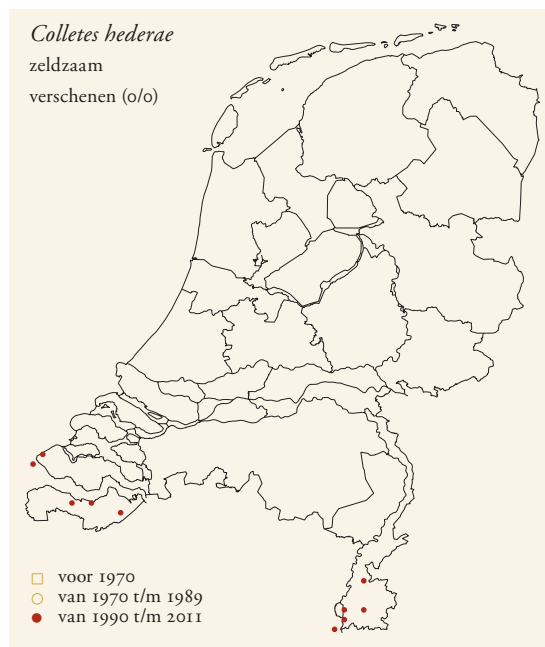 Colletes hederae
zeldzaam
verschenen (0/0)
voor 1970
van 1970 t/m 1989
van 1990 t/m 2011